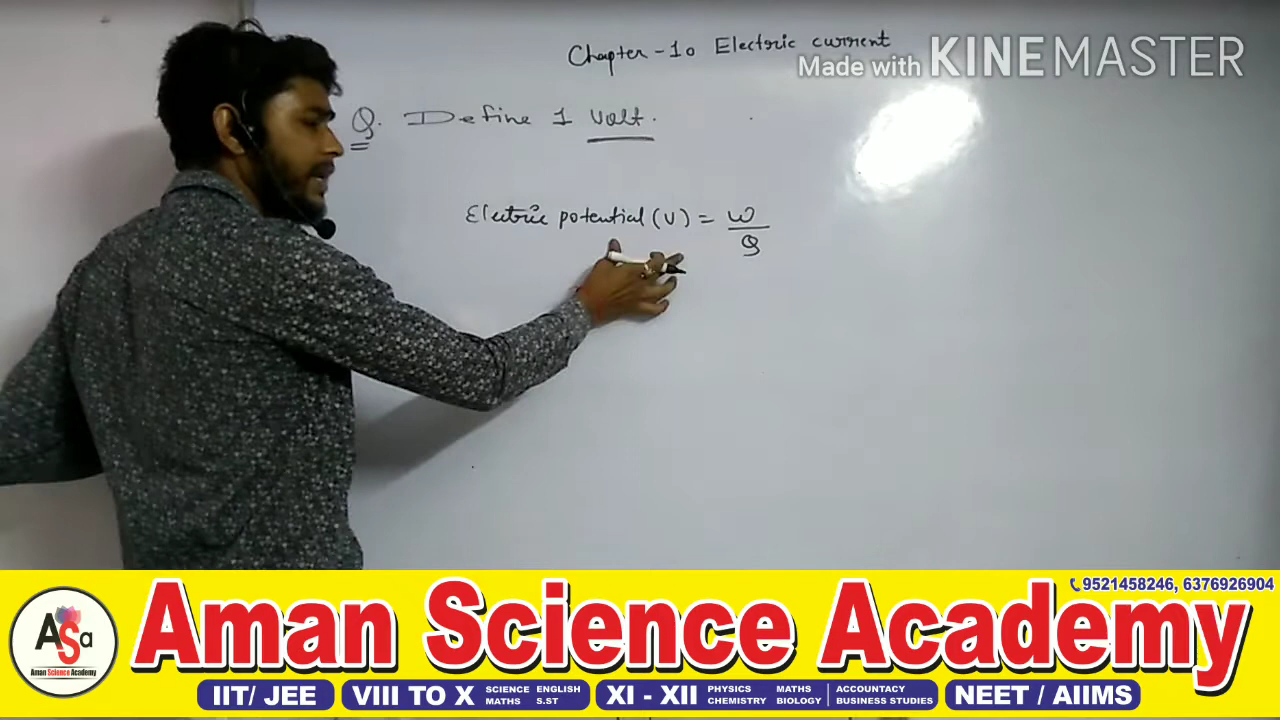 Chapter - 10 Electric current
Made with KINEMASTER
Q. Define 1 Volt.
Electric potential (V) = W
Q
9521458246, 6376926904
ASa
Aman Science Academy
Aman Science Academy
IIT/ JEE
VIII TO X
SCIENCE ENGLISH
MATHS S.ST
XI - XII
PHYSICS MATHS
CHEMISTRY BIOLOGY
ACCOUNTACY
BUSINESS STUDIES
NEET / AIIMS